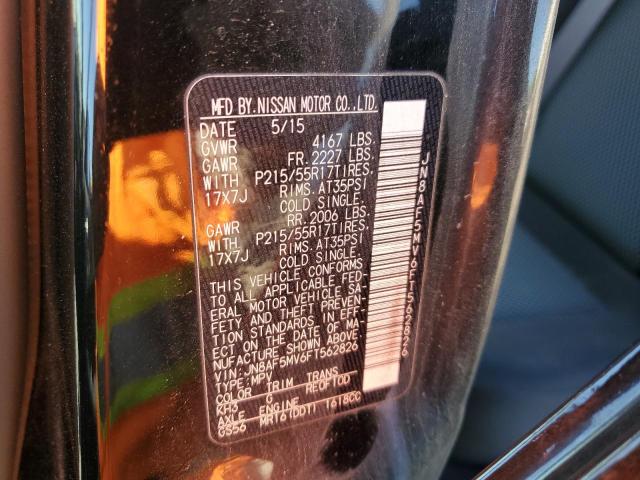 MFD BY.NISSAN MOTOR CO.,LTD.
DATE 5/15
GVWR 4167 LBS.
GAWR FR. 2227 LBS.
WITH P215/55R17TIRES.
17X7J RIMS. AT35PSI
COLD SINGLE.
GAWR RR. 2006 LBS.
WITH P215/55R17TIRES.
17X7J RIMS. AT35PSI
COLD SINGLE.
THIS VEHICLE CONFORMS
TO ALL APPLICABLE FED-
ERAL MOTOR VEHICLE SA-
FETY AND THEFT PREVEN-
TION STANDARDS IN EFF-
ECT ON THE DATE OF MA-
NUFACTURE SHOWN ABOVE.
VIN: JN8AF5MV6FT562826
TYPE: MPV
COLOR TRIM TRANS
KH3 G RE0F10D
AXLE ENGINE
GS56 MR16DDT1 1618CC
JN8AF5MV6FT562826